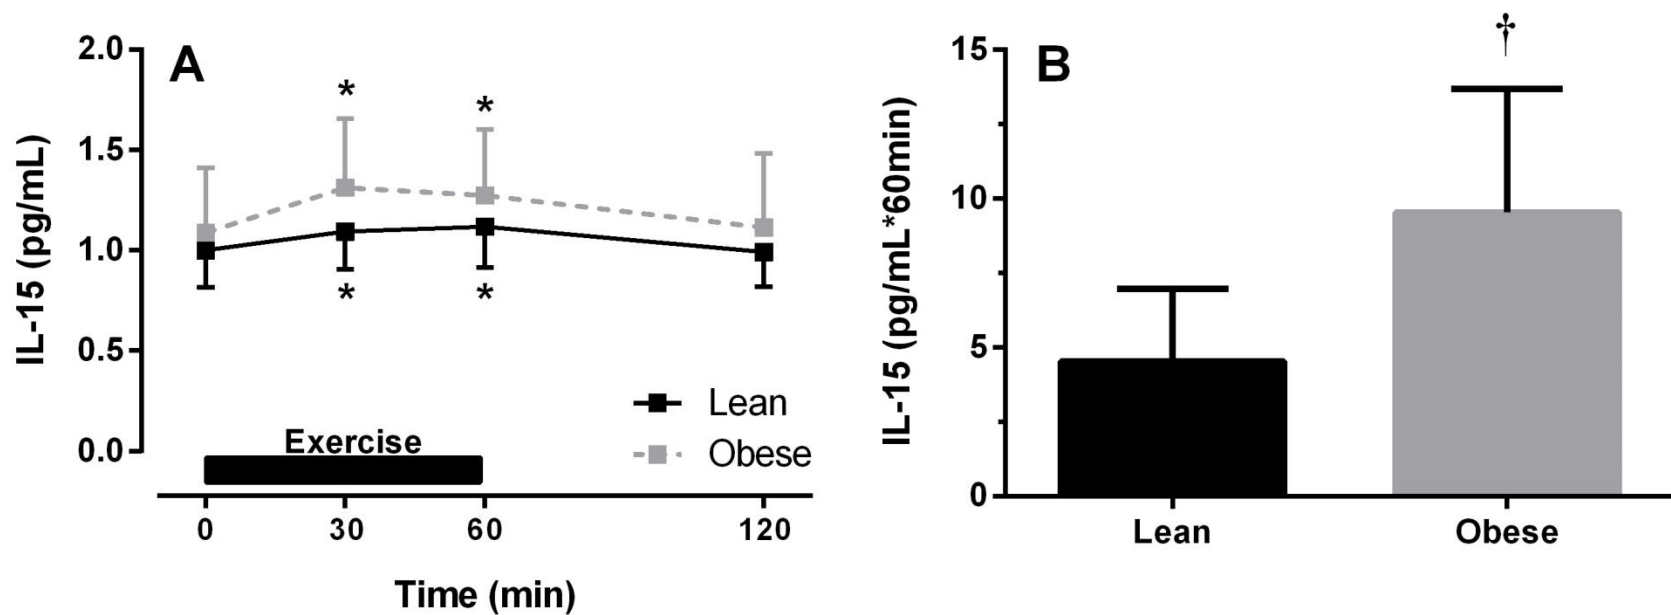 A
IL-15 (pg/mL)
2.0
*
*
1.5
1.0
*
*
0.5
Lean
Exercise
Obese
0.0
0
30
60
120
Time (min)
B
†
IL-15 (pg/mL*60min)
15
10
5
0
Lean
Obese